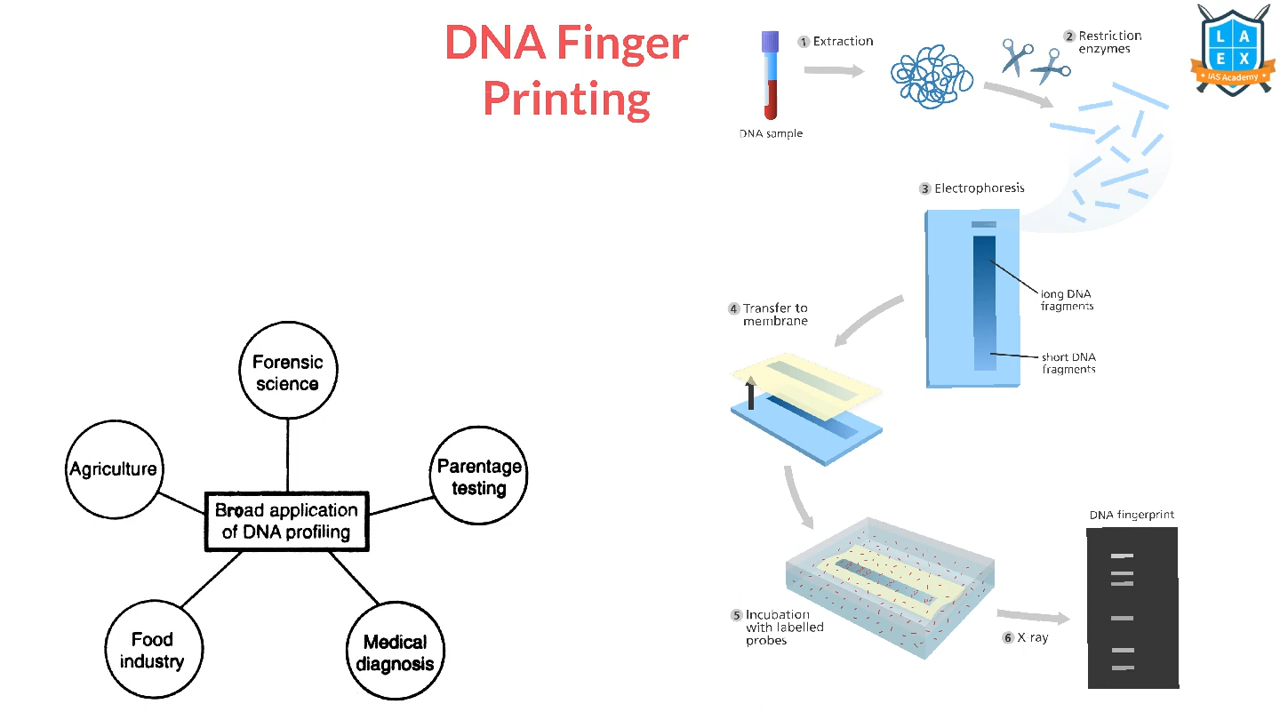 DNA Finger
Printing
1 Extraction
2 Restriction
enzymes
L A
E X
IAS Academy
DNA sample
3 Electrophoresis
long DNA
fragments
short DNA
fragments
4 Transfer to
membrane
5 Incubation
with labelled
probes
6 X ray
DNA fingerprint
Forensic
science
Agriculture
Parentage
testing
Broad application
of DNA profiling
Food
industry
Medical
diagnosis